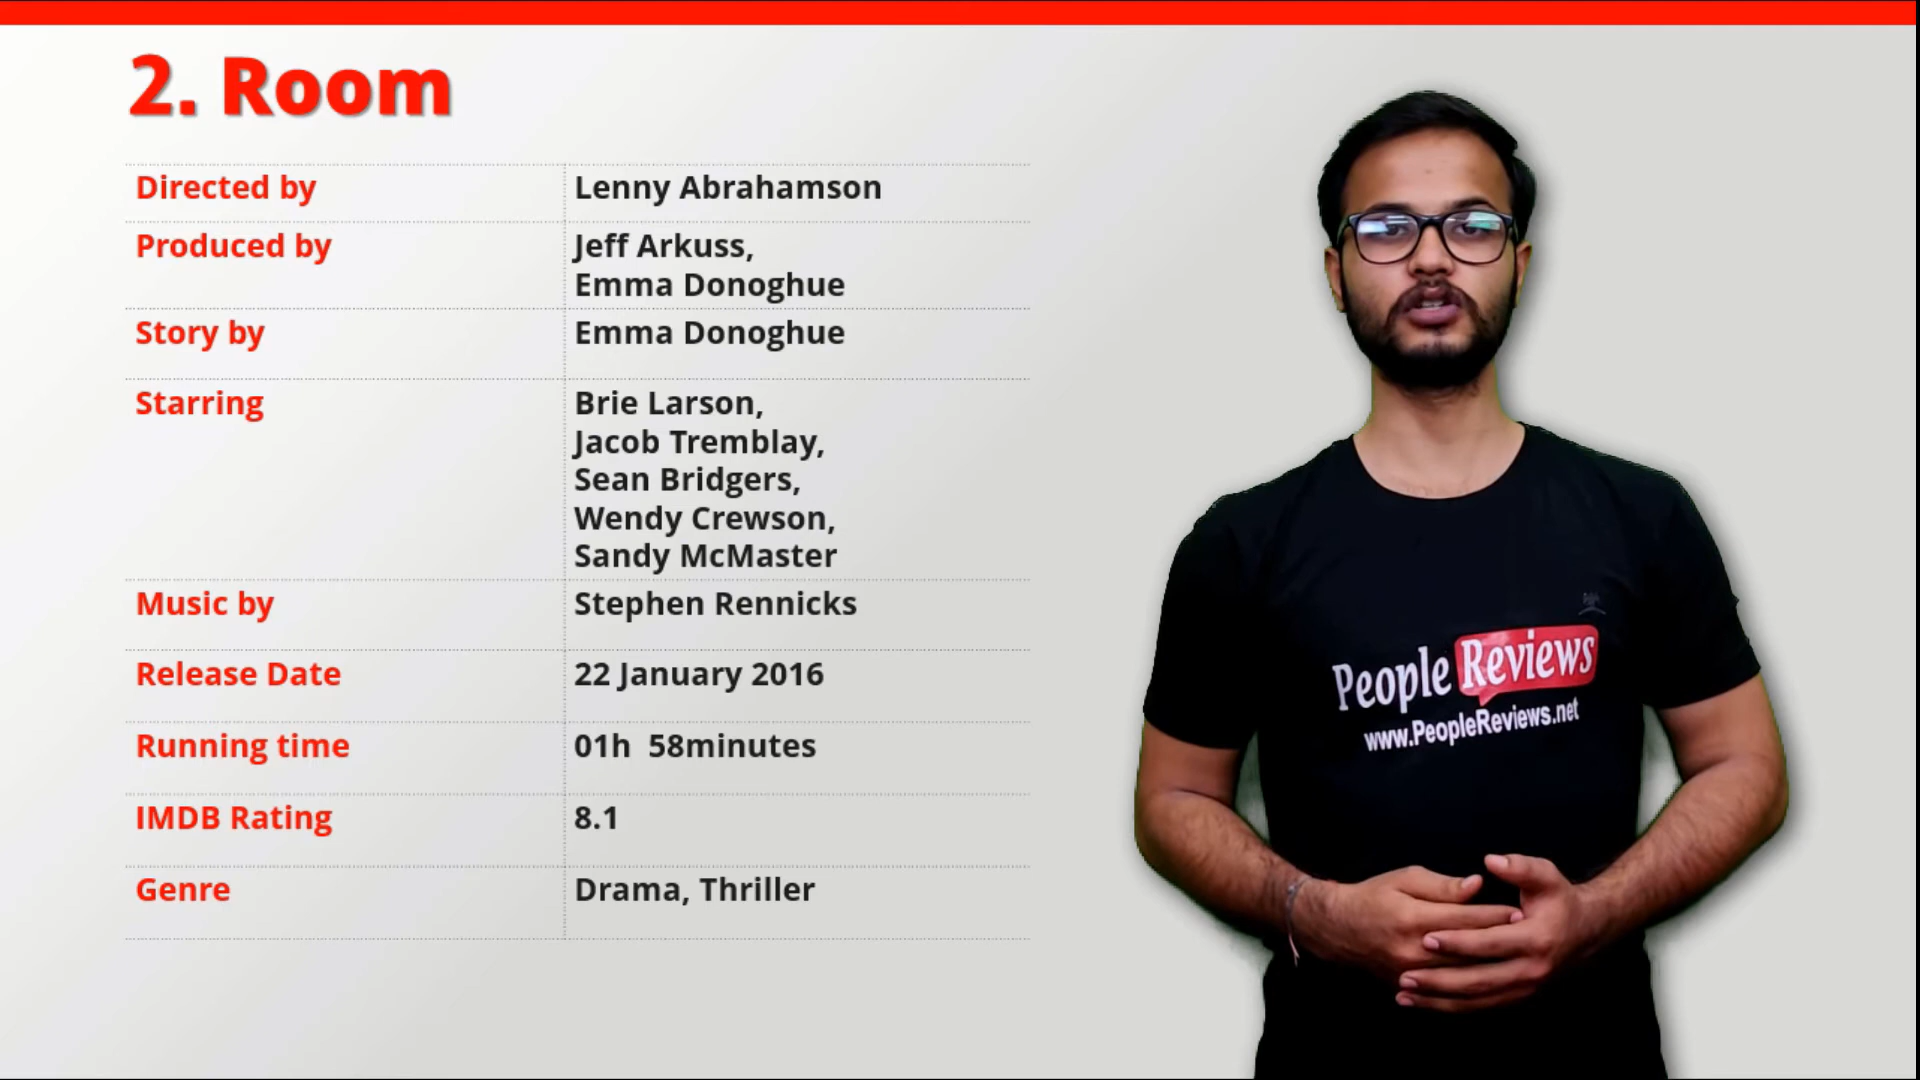 2. Room
Directed by
Lenny Abrahamson
Produced by
Jeff Arkuss,
Emma Donoghue
Story by
Emma Donoghue
Starring
Brie Larson,
Jacob Tremblay,
Sean Bridgers,
Wendy Crewson,
Sandy McMaster
Music by
Stephen Rennicks
Release Date
22 January 2016
Running time
01h 58minutes
IMDB Rating
8.1
Genre
Drama, Thriller
People Reviews
www.PeopleReviews.net